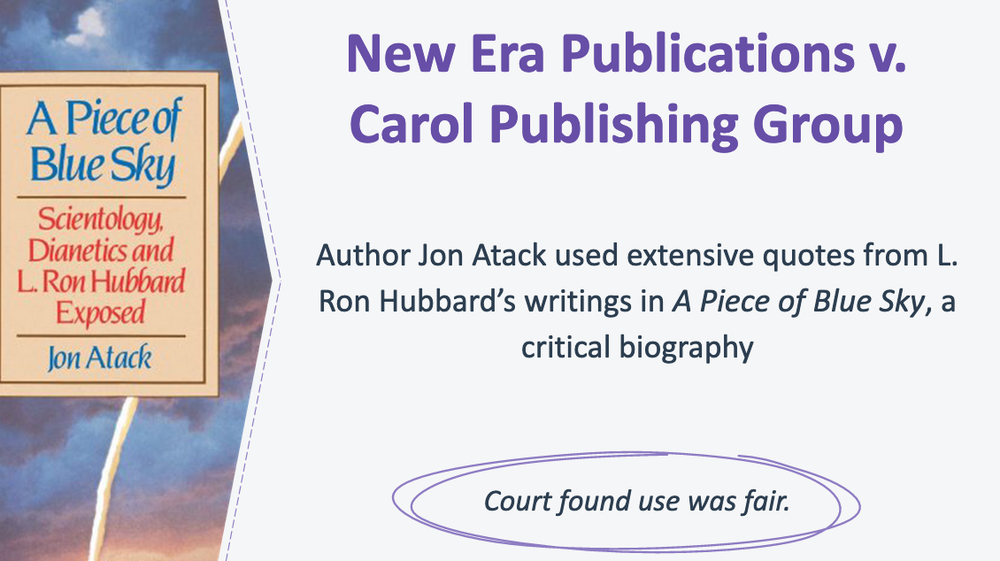 A Piece of
Blue Sky
Scientology,
Dianetics and
L. Ron Hubbard
Exposed
Jon Atack
New Era Publications v.
Carol Publishing Group
Author Jon Atack used extensive quotes from L.
Ron Hubbard’s writings in A Piece of Blue Sky, a
critical biography
Court found use was fair.